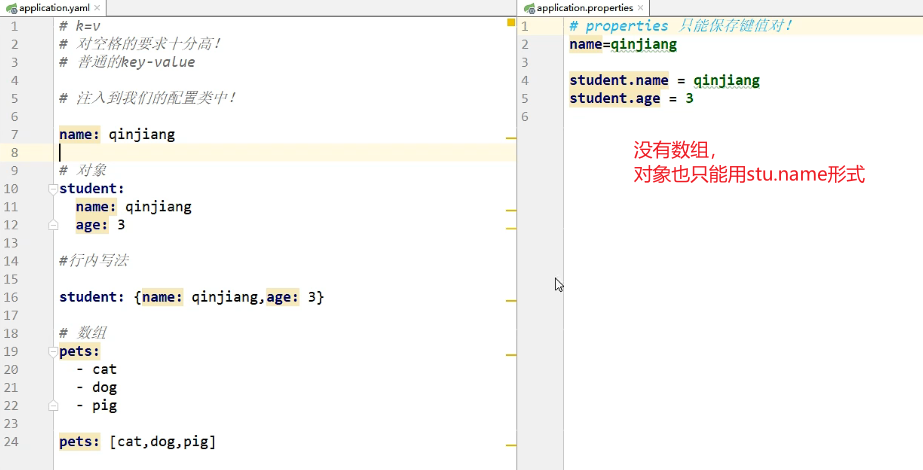 application.yaml
1 # k=v
2 # 对空格的要求十分高!
3 # 普通的key-value
4
5 # 注入到我们的配置类中!
6
7 name: qinjiang
8
9 # 对象
10 student:
11   name: qinjiang
12   age: 3
13
14 #行内写法
15
16 student: {name: qinjiang,age: 3}
17
18 # 数组
19 pets:
20   - cat
21   - dog
22   - pig
23
24 pets: [cat,dog,pig]
application.properties
1 # properties 只能保存键值对!
2 name=qinjiang
3
4 student.name = qinjiang
5 student.age = 3
6
没有数组，
对象也只能用stu.name形式